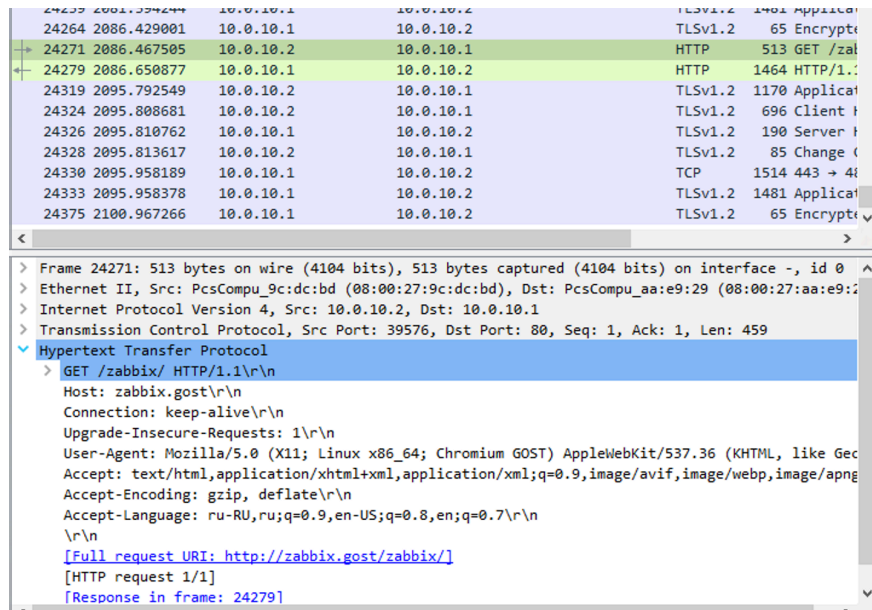 24259 2081.594244 10.0.10.1 10.0.10.2 TLSv1.2 1481
24264 2086.429001 10.0.10.1 10.0.10.2 TLSv1.2 65
24271 2086.467505 10.0.10.2 10.0.10.1 HTTP 513 GET
24279 2086.650877 10.0.10.1 10.0.10.2 HTTP 1464
24319 2095.792549 10.0.10.2 10.0.10.1 TLSv1.2 1170
24324 2095.808681 10.0.10.2 10.0.10.1 TLSv1.2 696 Client
24326 2095.810762 10.0.10.1 10.0.10.2 TLSv1.2 190 Server
24328 2095.813617 10.0.10.2 10.0.10.1 TLSv1.2 85 Change
24330 2095.958189 10.0.10.1 10.0.10.2 TCP 1514 443 →
24333 2095.958378 10.0.10.1 10.0.10.2 TLSv1.2 1481
24375 2100.967266 10.0.10.1 10.0.10.2 TLSv1.2 65
Frame 24271: 513 bytes on wire (4104 bits), 513 bytes captured (4104 bits) on interface -, id 0
Ethernet II, Src: PcsCompu_9c:dc:bd (08:00:27:9c:dc:bd), Dst: PcsCompu_aa:e9:29 (08:00:27:aa:e9:2
Internet Protocol Version 4, Src: 10.0.10.2, Dst: 10.0.10.1
Transmission Control Protocol, Src Port: 39576, Dst Port: 80, Seq: 1, Ack: 1, Len: 459
Hypertext Transfer Protocol
GET /zabbix/ HTTP/1.1\r\n
Host: zabbix.gost\r\n
Connection: keep-alive\r\n
Upgrade-Insecure-Requests: 1\r\n
User-Agent: Mozilla/5.0 (X11; Linux x86_64; Chromium GOST) AppleWebKit/537.36 (KHTML, like Gec
Accept: text/html,application/xhtml+xml,application/xml;q=0.9,image/avif,image/webp,image/apng
Accept-Encoding: gzip, deflate\r\n
Accept-Language: ru-RU,ru;q=0.9,en-US;q=0.8,en;q=0.7\r\n
\r\n
[Full request URI: http://zabbix.gost/zabbix/]
[HTTP request 1/1]
[Response in frame: 24279]